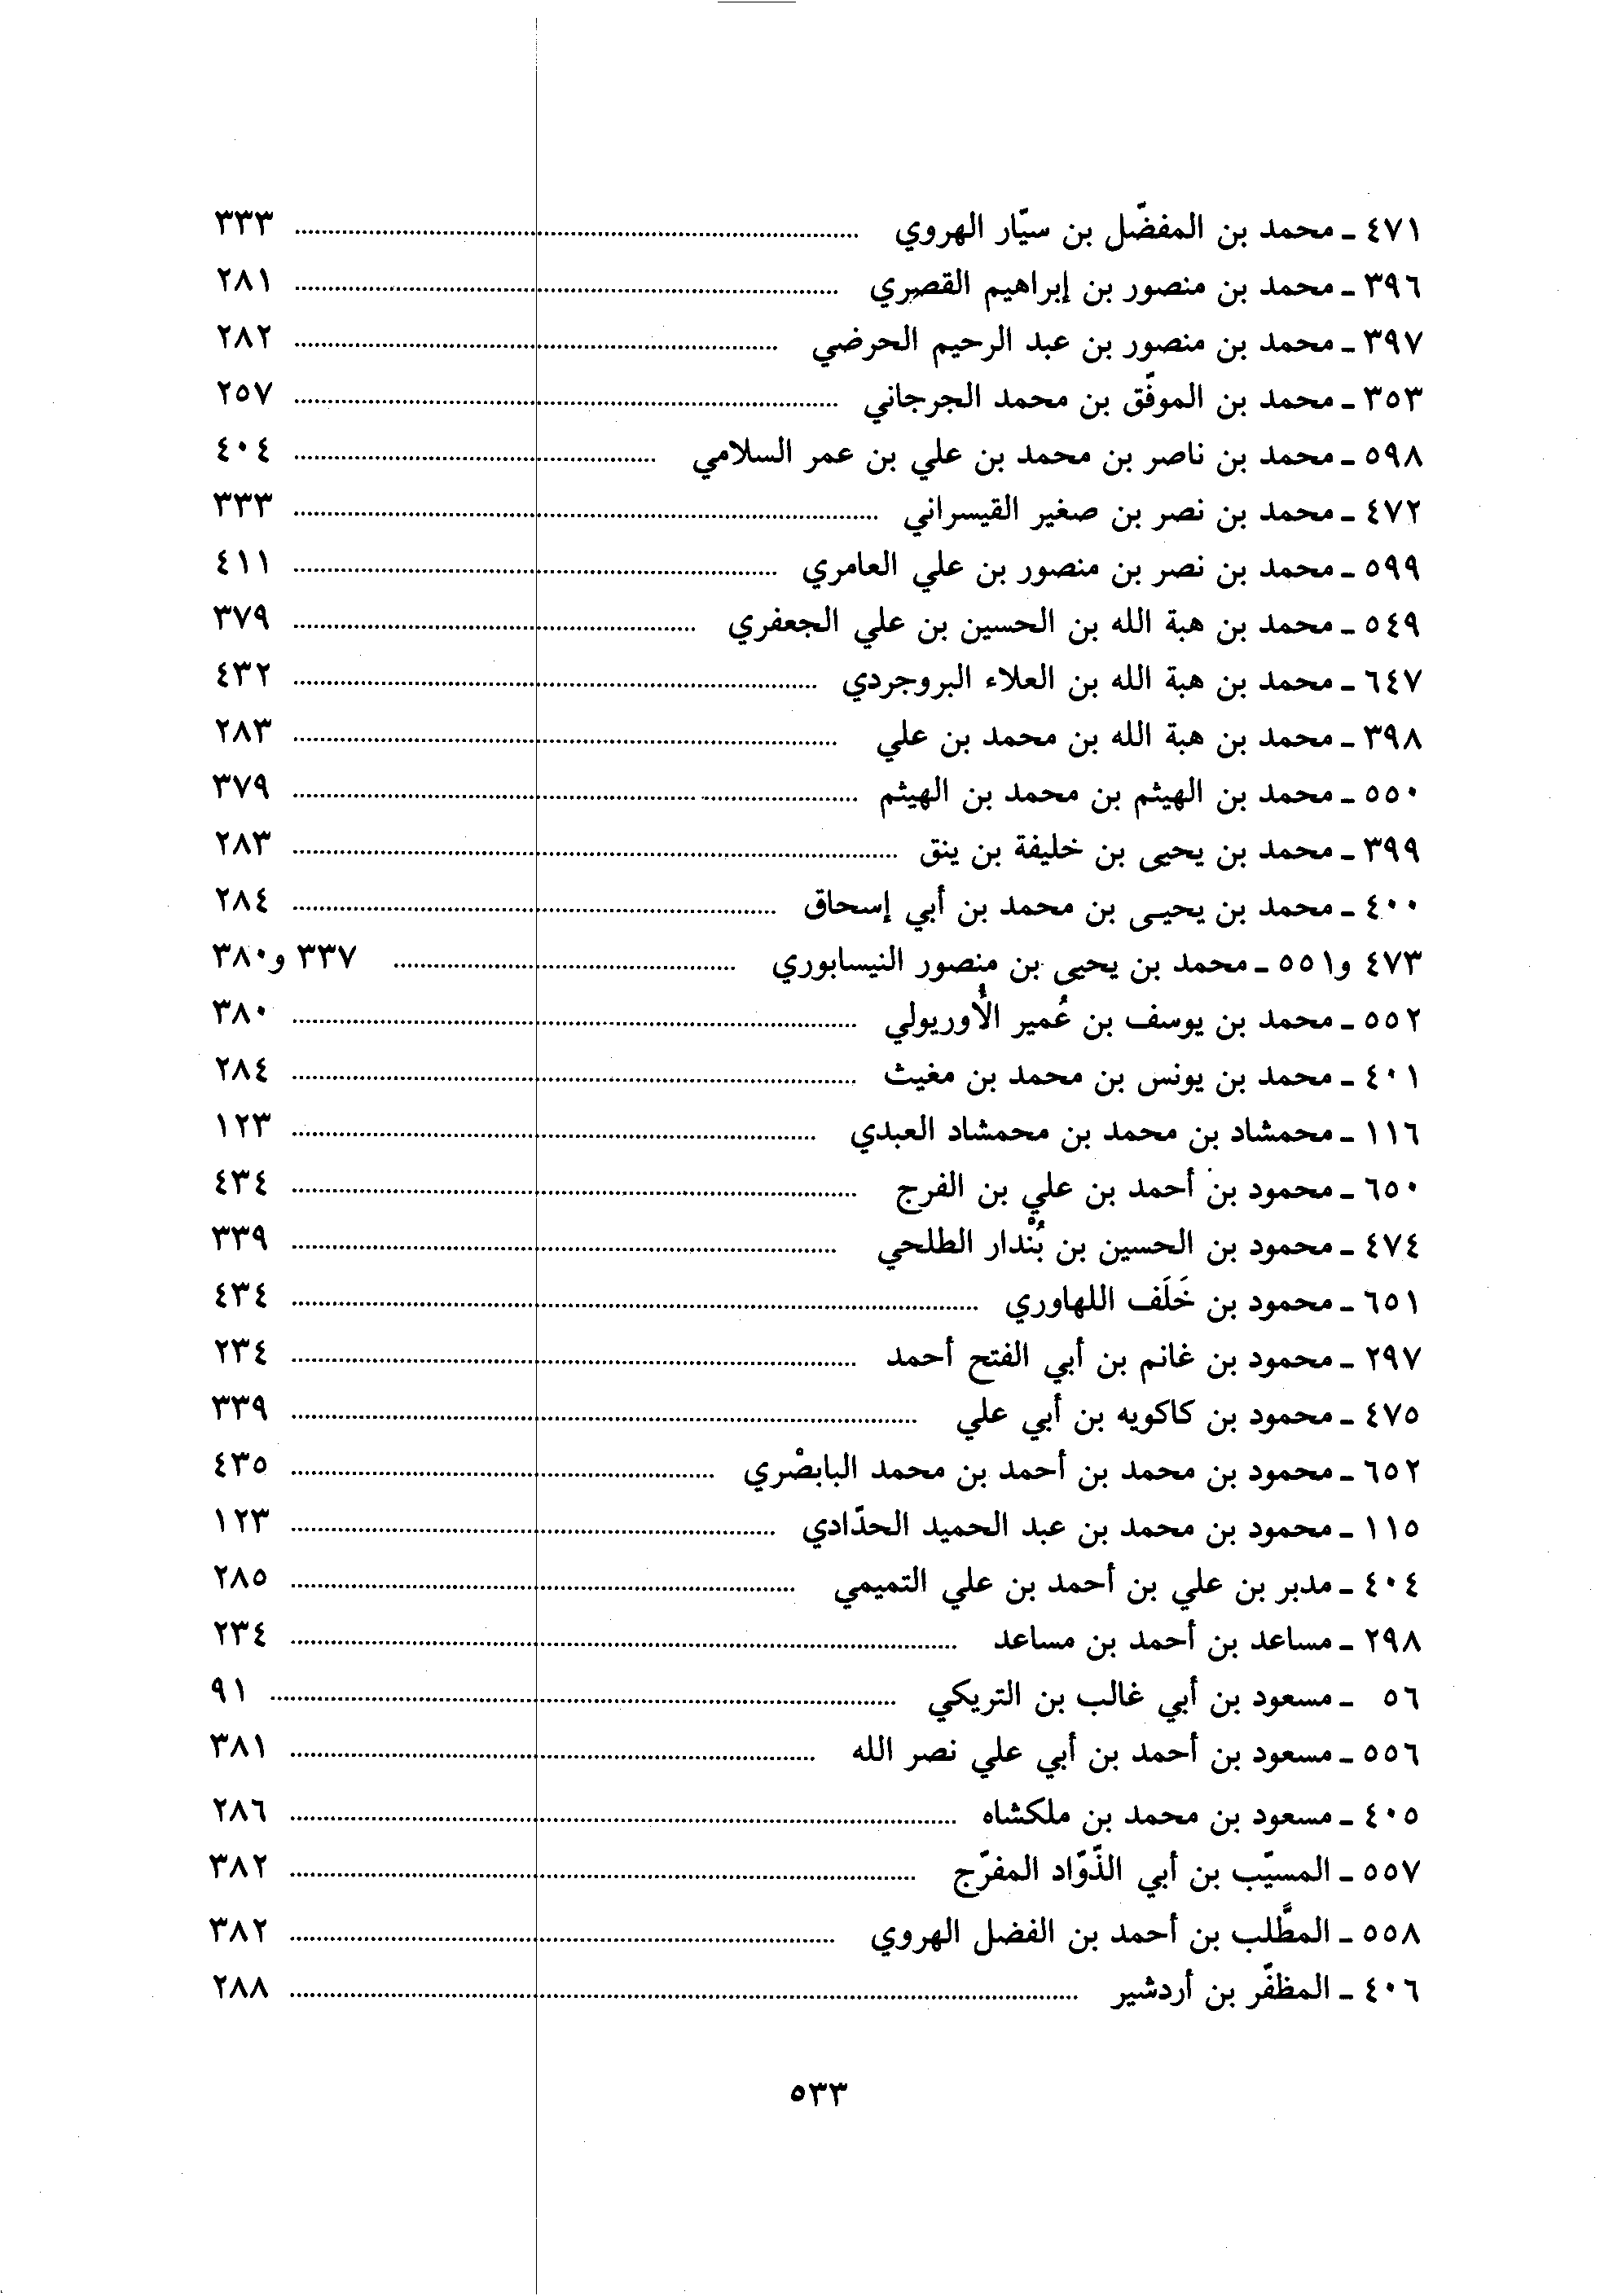 ٤٧١ ـ محمد بن المفضّل بن سيّار الهروي ................ ٣٣٣
٣٩٦ ـ محمد بن منصور بن إبراهيم القصري ................ ٢٨١
٣٩٧ ـ محمد بن منصور بن عبد الرحيم الحرضي ................ ٢٨٢
٣٥٣ ـ محمد بن الموفّق بن محمد الجرجاني ................ ٢٥٧
٥٩٨ ـ محمد بن ناصر بن محمد بن علي بن عمر السلامي ................ ٤٠٤
٤٧٢ ـ محمد بن نصر بن صغير القيسراني ................ ٣٣٣
٥٩٩ ـ محمد بن نصر بن منصور بن علي العامري ................ ٤١١
٥٤٩ ـ محمد بن هبة الله بن الحسين بن علي الجعفري ................ ٣٧٩
٦٤٧ ـ محمد بن هبة الله بن العلاء البروجردي ................ ٤٣٢
٣٩٨ ـ محمد بن هبة الله بن محمد بن علي ................ ٢٨٣
٥٥٠ ـ محمد بن الهيثم بن محمد بن الهيثم ................ ٣٧٩
٣٩٩ ـ محمد بن يحيى بن خليفة بن ينق ................ ٢٨٣
٤٠٠ ـ محمد بن يحيى بن محمد بن أبي إسحاق ................ ٢٨٤
٤٧٣ و٥٥١ ـ محمد بن يحيى بن منصور النيسابوري ................ ٣٣٧ و٣٨٠
٥٥٢ ـ محمد بن يوسف بن عُمير الأُوريولي ................ ٣٨٠
٤٠١ ـ محمد بن يونس بن محمد بن مغيث ................ ٢٨٤
١١٦ ـ محمشاد بن محمد بن محمشاد العبدي ................ ١٢٣
٦٥٠ ـ محمود بن أحمد بن علي بن الفرج ................ ٤٣٤
٤٧٤ ـ محمود بن الحسين بن بُنْدار الطلحي ................ ٣٣٩
٦٥١ ـ محمود بن خَلَف اللهاوري ................ ٤٣٤
٢٩٧ ـ محمود بن غانم بن أبي الفتح أحمد ................ ٢٣٤
٤٧٥ ـ محمود بن كاكويه بن أبي علي ................ ٣٣٩
٦٥٢ ـ محمود بن محمد بن أحمد بن محمد البابصْري ................ ٤٣٥
١١٥ ـ محمود بن محمد بن عبد الحميد الحدّادي ................ ١٢٣
٤٠٤ ـ مدبر بن علي بن أحمد بن علي التميمي ................ ٢٨٥
٢٩٨ ـ مساعد بن أحمد بن مساعد ................ ٢٣٤
٥٦ ـ مسعود بن أبي غالب بن التريكي ................ ٩١
٥٥٦ ـ مسعود بن أحمد بن أبي علي نصر الله ................ ٣٨١
٤٠٥ ـ مسعود بن محمد بن ملكشاه ................ ٢٨٦
٥٥٧ ـ المسيّب بن أبي الذّوّاد المفرّج ................ ٣٨٢
٥٥٨ ـ المطَّلب بن أحمد بن الفضل الهروي ................ ٣٨٢
٤٠٦ ـ المظفّر بن أردشير ................ ٢٨٨
٥٣٣